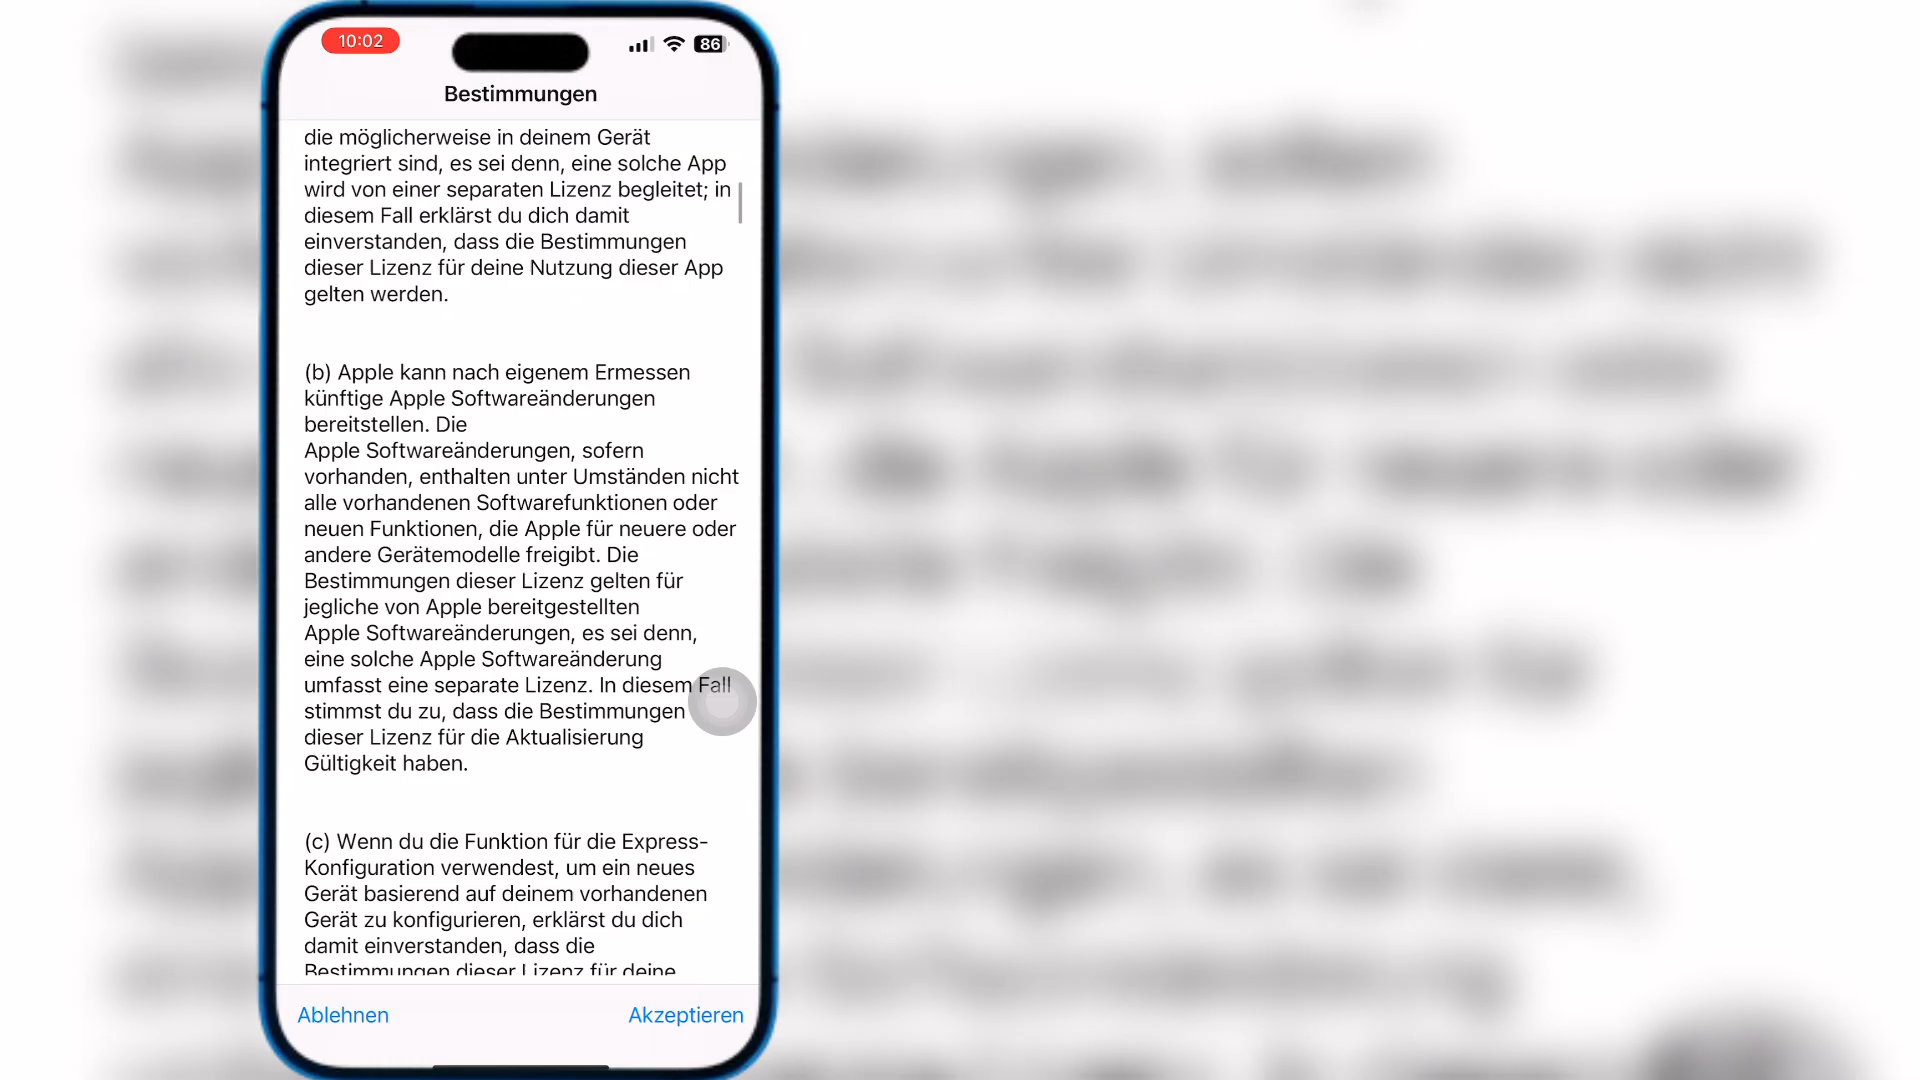 10:02
86
Bestimmungen
die möglicherweise in deinem Gerät
integriert sind, es sei denn, eine solche App
wird von einer separaten Lizenz begleitet; in
diesem Fall erklärst du dich damit
einverstanden, dass die Bestimmungen
dieser Lizenz für deine Nutzung dieser App
gelten werden.
(b) Apple kann nach eigenem Ermessen
künftige Apple Softwareänderungen
bereitstellen. Die
Apple Softwareänderungen, sofern
vorhanden, enthalten unter Umständen nicht
alle vorhandenen Softwarefunktionen oder
neuen Funktionen, die Apple für neuere oder
andere Gerätemodelle freigibt. Die
Bestimmungen dieser Lizenz gelten für
jegliche von Apple bereitgestellten
Apple Softwareänderungen, es sei denn,
eine solche Apple Softwareänderung
umfasst eine separate Lizenz. In diesem Fall
stimmst du zu, dass die Bestimmungen
dieser Lizenz für die Aktualisierung
Gültigkeit haben.
(c) Wenn du die Funktion für die Express-
Konfiguration verwendest, um ein neues
Gerät basierend auf deinem vorhandenen
Gerät zu konfigurieren, erklärst du dich
damit einverstanden, dass die
Bestimmungen dieser Lizenz für deine
Ablehnen
Akzeptieren